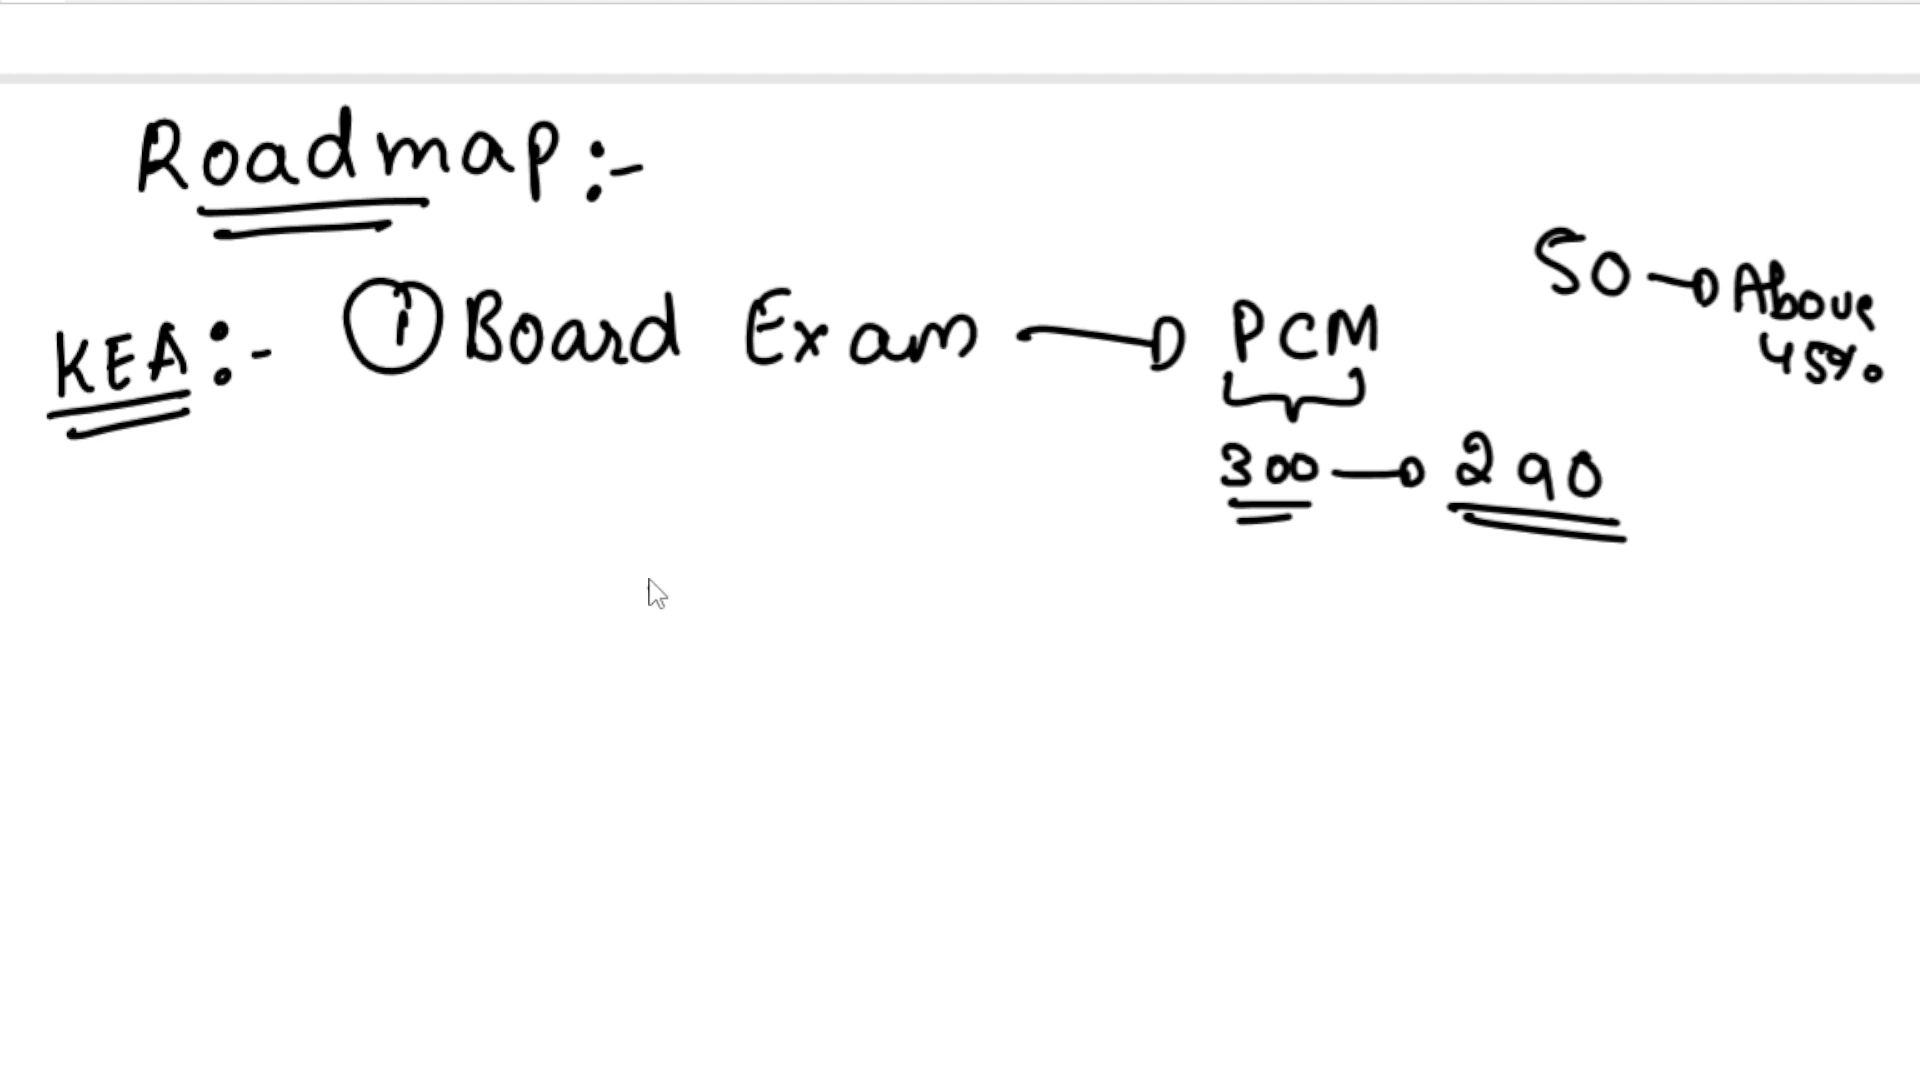 Roadmap:-
KEA:- ① Board Exam → PCM
50 → Above
45%
300 → 290